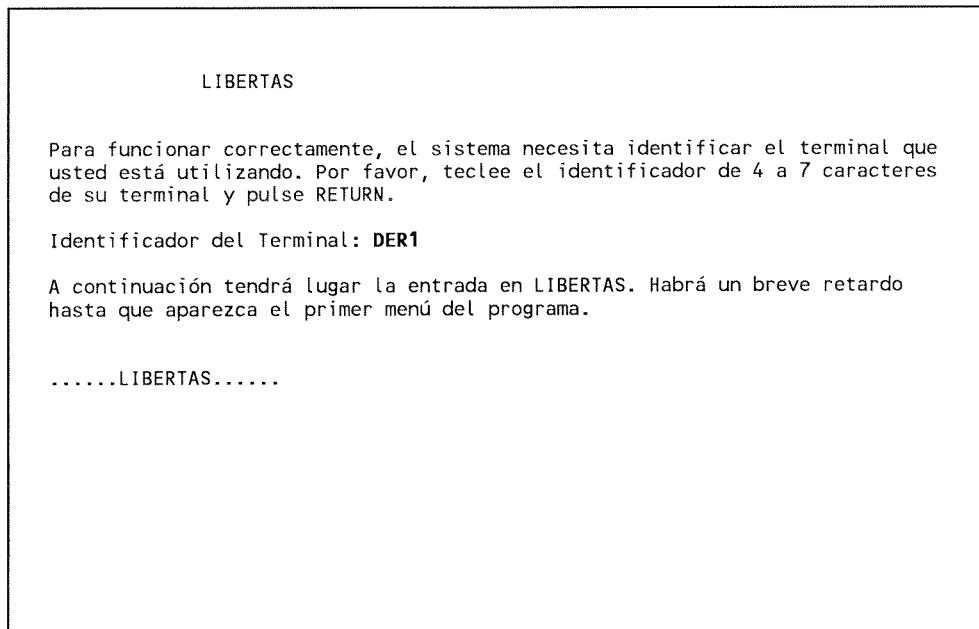 LIBERTAS
Para funcionar correctamente, el sistema necesita identificar el terminal que
usted está utilizando. Por favor, teclee el identificador de 4 a 7 caracteres
de su terminal y pulse RETURN.
Identificador del Terminal: DER1
A continuación tendrá lugar la entrada en LIBERTAS. Habrá un breve retardo
hasta que aparezca el primer menú del programa.
......LIBERTAS......